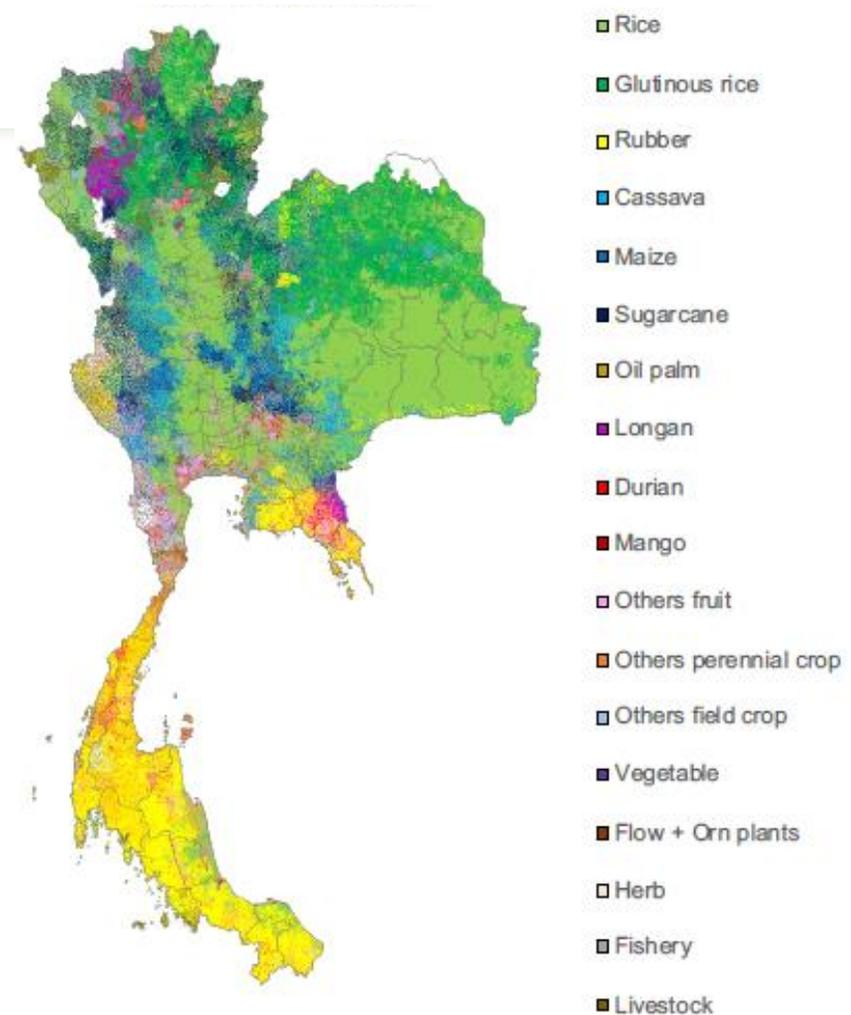 Rice
Glutinous rice
Rubber
Cassava
Maize
Sugarcane
Oil palm
Longan
Durian
Mango
Others fruit
Others perennial crop
Others field crop
Vegetable
Flow + Orn plants
Herb
Fishery
Livestock